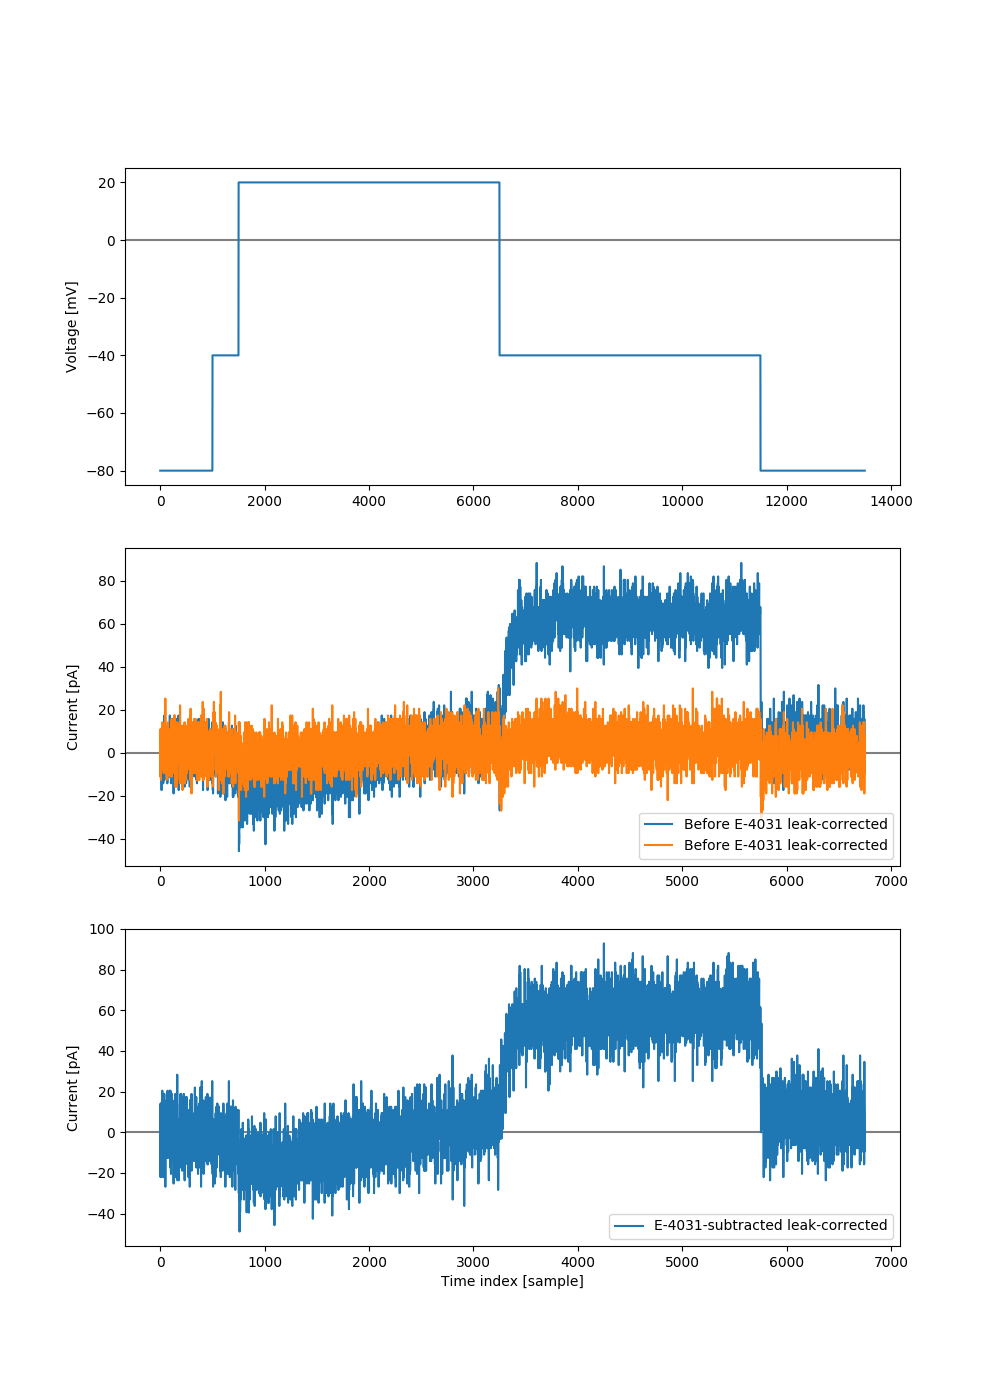 20
0
−20
−40
−60
−80
Voltage [mV]
0 2000 4000 6000 8000 10000 12000 14000
80
60
40
20
0
−20
−40
Current [pA]
Before E-4031 leak-corrected
Before E-4031 leak-corrected
0 1000 2000 3000 4000 5000 6000 7000
100
80
60
40
20
0
−20
−40
Current [pA]
E-4031-subtracted leak-corrected
0 1000 2000 3000 4000 5000 6000 7000
Time index [sample]